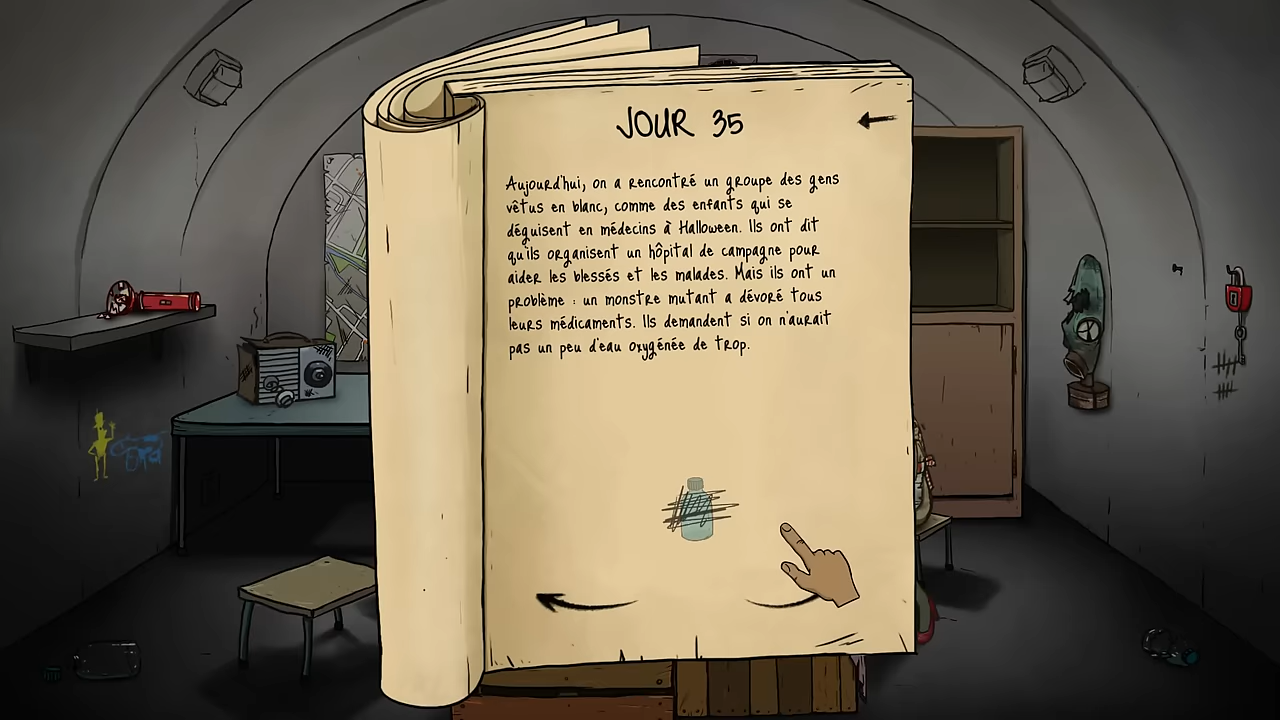 JOUR 35
Aujourd'hui, on a rencontré un groupe des gens
vêtus en blanc, comme des enfants qui se
déguisent en médecins à Halloween. Ils ont dit
qu'ils organisent un hôpital de campagne pour
aider les blessés et les malades. Mais ils ont un
problème : un monstre mutant a dévoré tous
leurs médicaments. Ils demandent si on n'aurait
pas un peu d'eau oxygénée de trop.